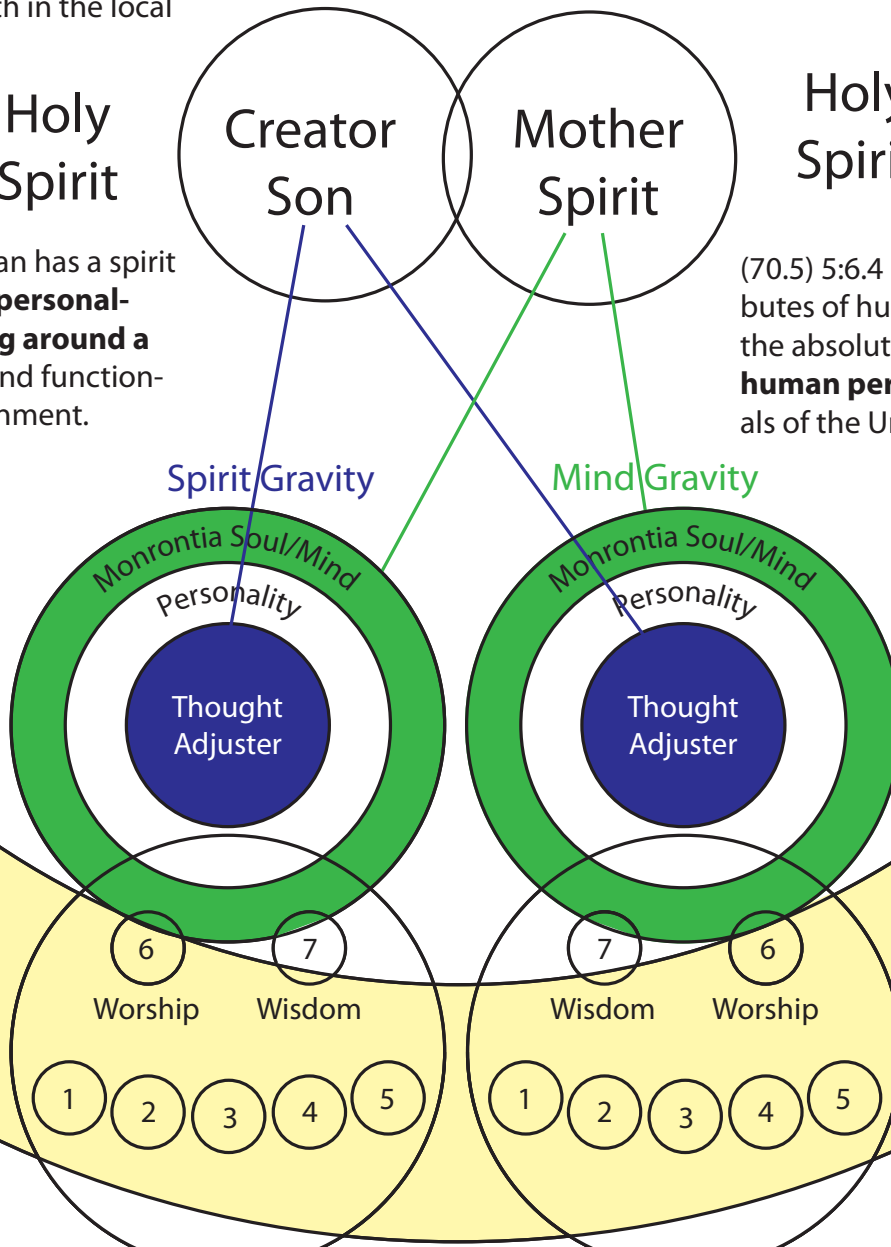 th in the local
Holy
Spirit
Creator
Son
Mother
Spirit
Holy
Spiri
an has a spirit
personal-
g around a
nd function-
nment.
(70.5) 5:6.4
butes of hu
the absolut
human per
als of the Ur
Spirit Gravity
Mind Gravity
Monrontia Soul/Mind
Personality
Thought
Adjuster
Monrontia Soul/Mind
Personality
Thought
Adjuster
6
7
Worship
Wisdom
1
2
3
4
5
7
6
Wisdom
Worship
1
2
3
4
5